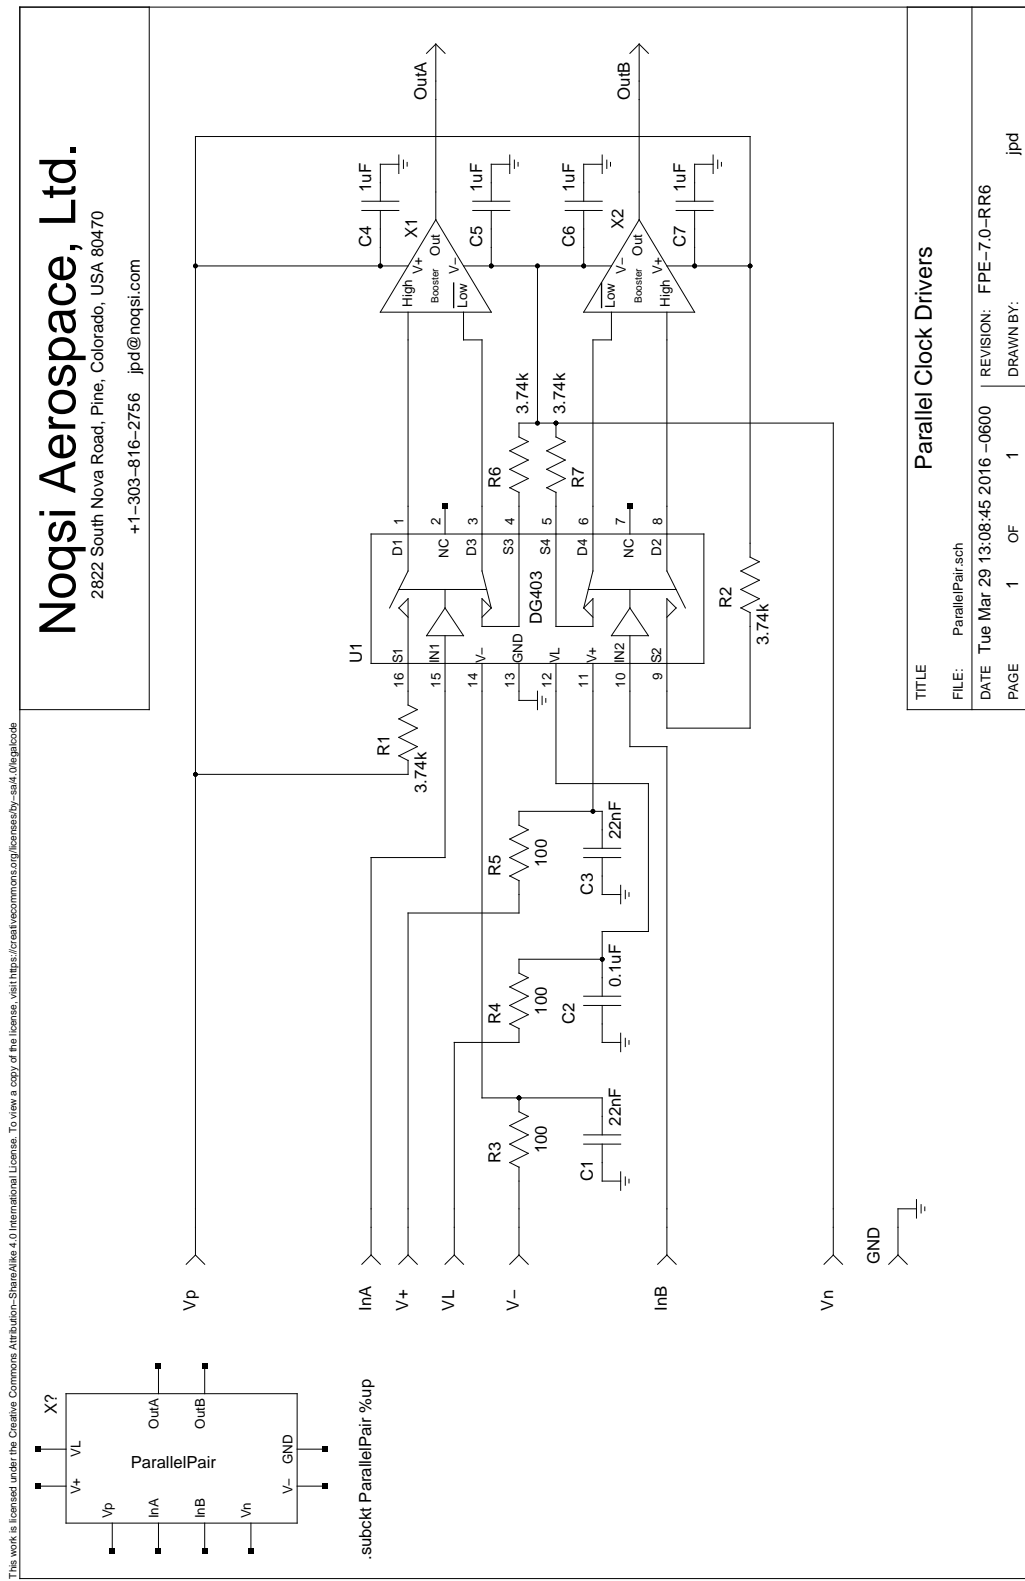 This work is licensed under the Creative Commons Attribution−ShareAlike 4.0 International License. To view a copy of the license, visit https://creativecommons.org/licenses/by−sa/4.0/legalcode
Noqsi Aerospace, Ltd.
2822 South Nova Road, Pine, Colorado, USA 80470
+1−303−816−2756 jpd@noqsi.com
X?
V+
VL
Vp
InA
InB
Vn
OutA
OutB
ParallelPair
V−
GND
.subckt ParallelPair %up
Vp
InA
V+
VL
V−
InB
Vn
GND
R3
100
C1
22nF
R4
100
C2
0.1uF
R5
100
C3
22nF
R1
3.74k
U1
16 S1
15 IN1
14 V−
13 GND
12 VL
11 V+
10 IN2
9 S2
D1 1
NC 2
D3 3
S3 4
S4 5
D4 6
NC 7
D2 8
DG403
R2
3.74k
R6
3.74k
R7
3.74k
C4
1uF
X1
High
V+
Booster
Out
Low
V−
C5
1uF
OutA
C6
1uF
X2
Low
V−
Booster
Out
High
V+
C7
1uF
OutB
TITLE
Parallel Clock Drivers
FILE: ParallelPair.sch
REVISION: FPE−7.0−RR6
DATE Tue Mar 29 13:08:45 2016 −0600
PAGE 1 OF 1
DRAWN BY: jpd